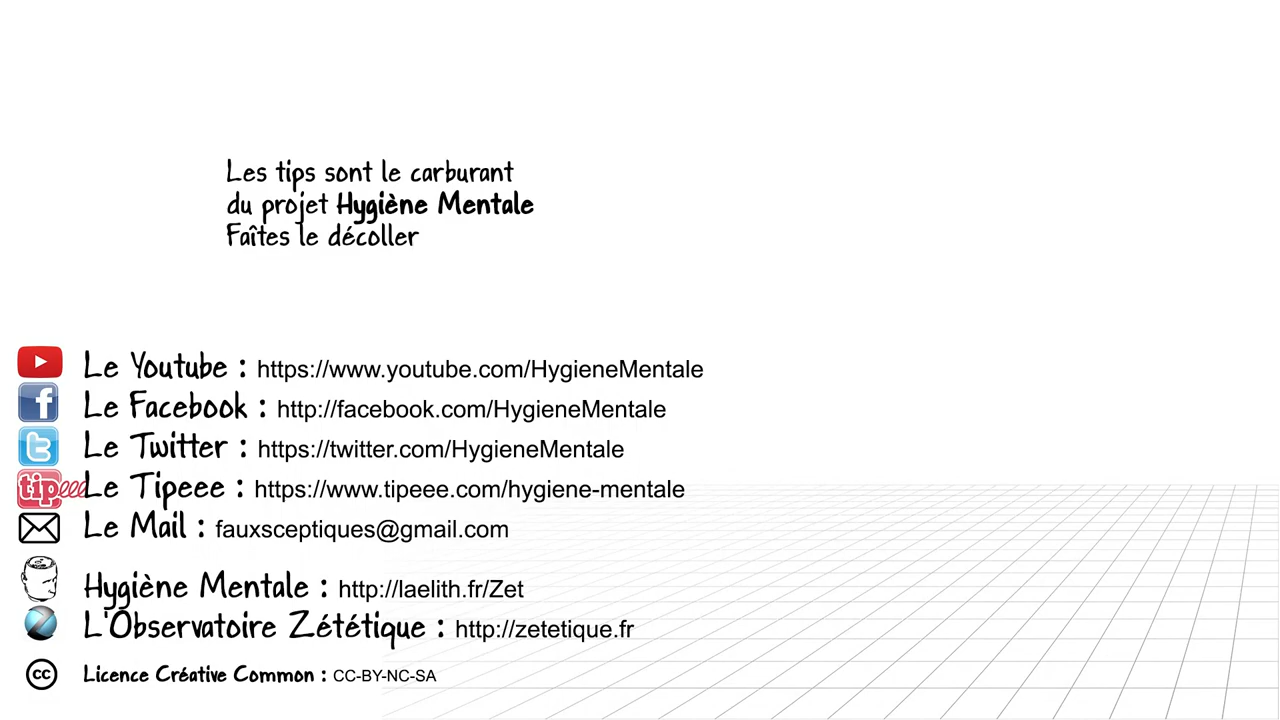 Les tips sont le carburant
du projet Hygiène Mentale
Faîtes le décoller
Le Youtube : https://www.youtube.com/HygieneMentale
Le Facebook : http://facebook.com/HygieneMentale
Le Twitter : https://twitter.com/HygieneMentale
tipeee Le Tipeee : https://www.tipeee.com/hygiene-mentale
Le Mail : fauxsceptiques@gmail.com
Hygiène Mentale : http://laelith.fr/Zet
L'Observatoire Zététique : http://zetetique.fr
cc Licence Créative Common : CC-BY-NC-SA